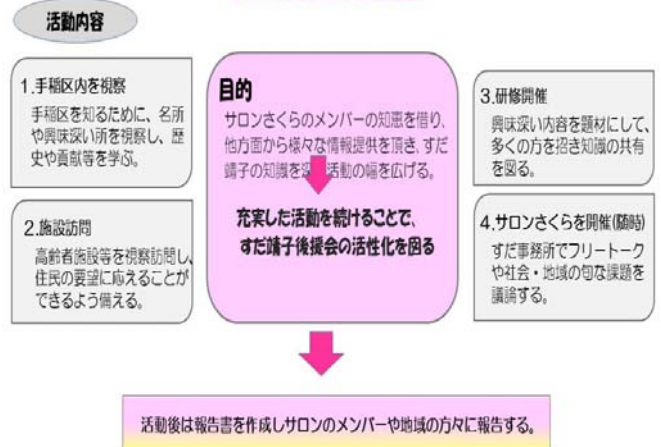 活動内容
1.手稲区内を視察
手稲区を知るために、名所
や興味深い所を視察し、歴
史や貢献等を学ぶ。
2.施設訪問
高齢者施設等を視察訪問し、
住民の要望に応えることが
できるよう備える。
目的
サロンさくらのメンバーの知恵を借り、
他方面から様々な情報提供を頂き、すだ
靖子の知識を深 活動の幅を広げる。
充実した活動を続けることで、
すだ靖子後援会の活性化を図る
3.研修開催
興味深い内容を題材にして、
多くの方を招き知識の共有
を図る。
4.サロンさくらを開催(随時)
すだ事務所でフリートーク
や社会・地域の旬な課題を
議論する。
活動後は報告書を作成しサロンのメンバーや地域の方々に報告する。